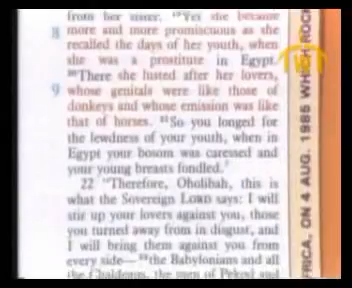 from her sister. ¹⁹Yet she became
8 more and more promiscuous as she
recalled the days of her youth, when
she was a prostitute in Egypt.
²⁰There she lusted after her lovers,
9 whose genitals were like those of
donkeys and whose emission was like
that of horses. ²¹So you longed for
the lewdness of your youth, when in
Egypt your bosom was caressed and
your young breasts fondled.
22 "Therefore, Oholibah, this is
what the Sovereign LORD says: I will
stir up your lovers against you, those
you turned away from in disgust, and
I will bring them against you from
every side—²³the Babylonians and all
the Chaldeans, the men of Pekod and
FRICA, ON 4 AUG. 1985 WHICH ROCK